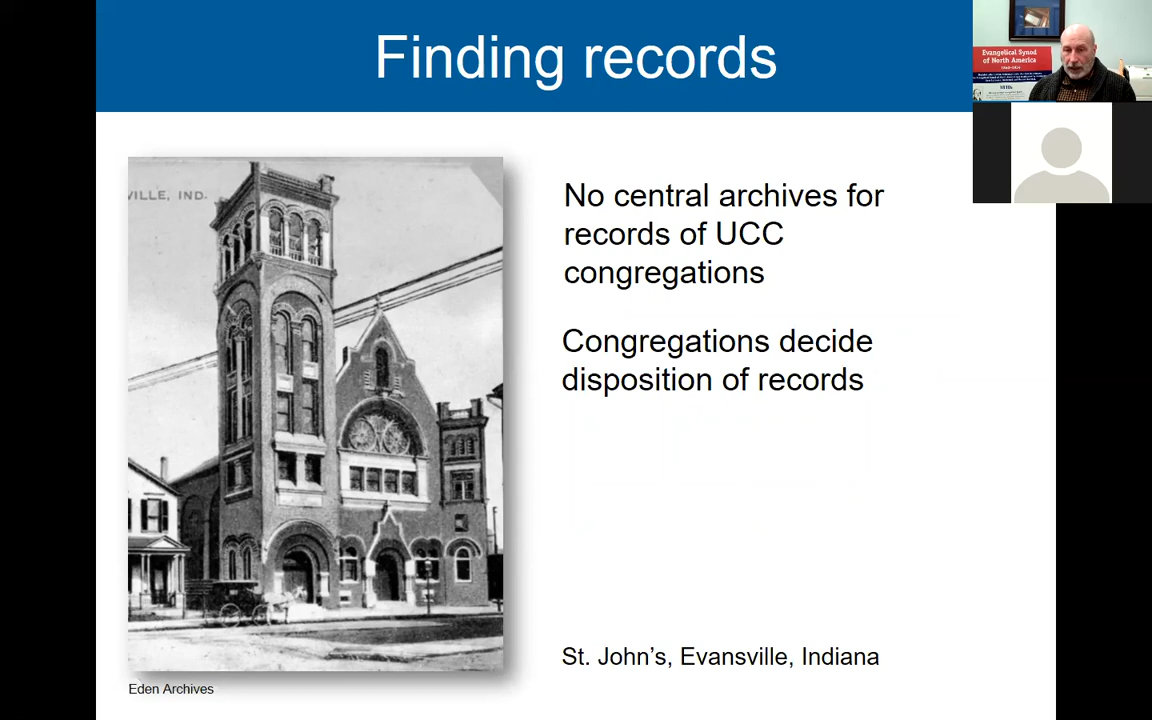 Finding records
Evangelical Synod
of North America
VILLE, IND.
No central archives for
records of UCC
congregations
Congregations decide
disposition of records
St. John's, Evansville, Indiana
Eden Archives